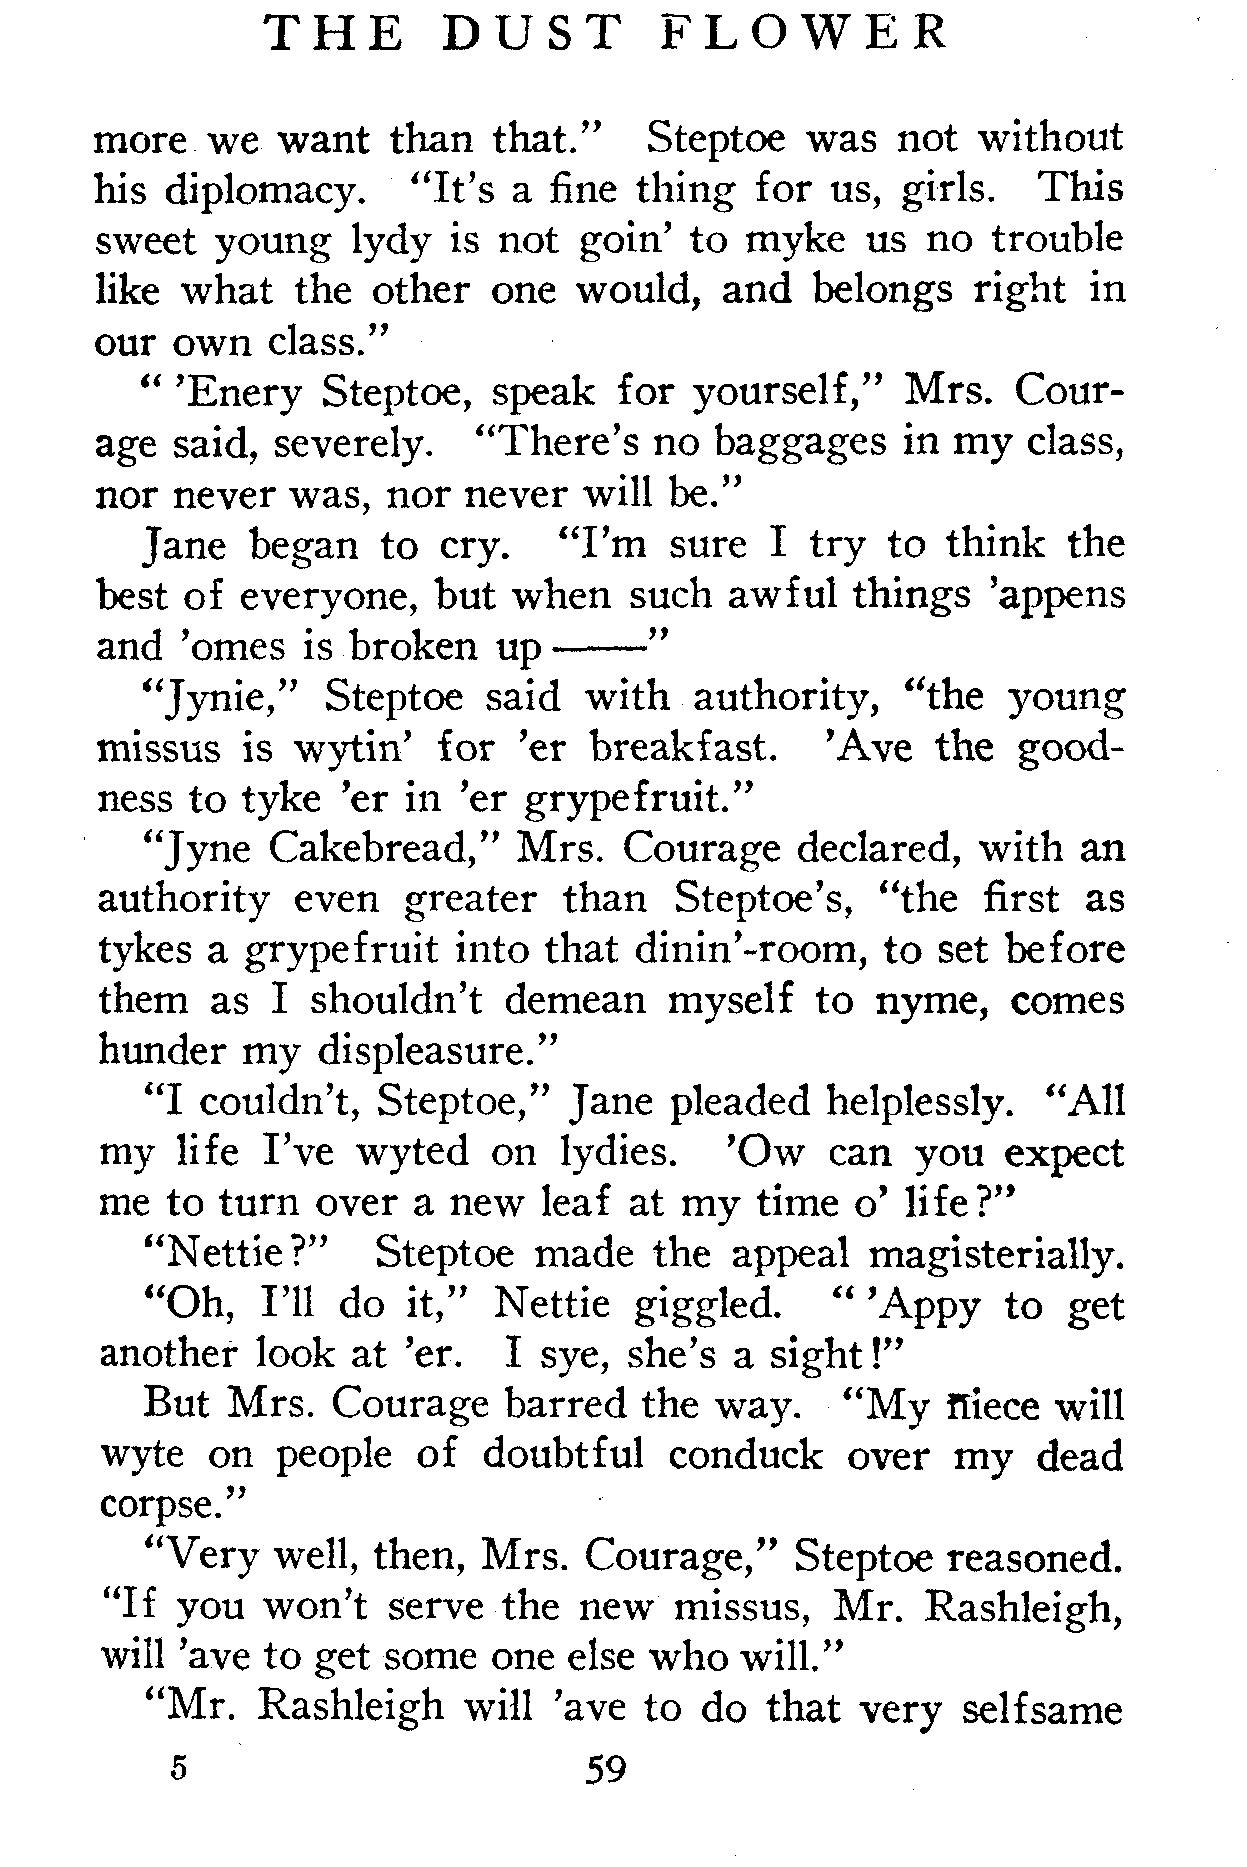 THE DUST FLOWER
more we want than that." Steptoe was not without
his diplomacy. "It's a fine thing for us, girls. This
sweet young lydy is not goin' to myke us no trouble
like what the other one would, and belongs right in
our own class."
" 'Enery Steptoe, speak for yourself," Mrs. Cour-
age said, severely. "There's no baggages in my class,
nor never was, nor never will be."
Jane began to cry. "I'm sure I try to think the
best of everyone, but when such awful things 'appens
and 'omes is broken up——"
"Jynie," Steptoe said with authority, "the young
missus is wytin' for 'er breakfast. 'Ave the good-
ness to tyke 'er in 'er grypefruit."
"Jyne Cakebread," Mrs. Courage declared, with an
authority even greater than Steptoe's, "the first as
tykes a grypefruit into that dinin'-room, to set before
them as I shouldn't demean myself to nyme, comes
hunder my displeasure."
"I couldn't, Steptoe," Jane pleaded helplessly. "All
my life I've wyted on lydies. 'Ow can you expect
me to turn over a new leaf at my time o' life?"
"Nettie?" Steptoe made the appeal magisterially.
"Oh, I'll do it," Nettie giggled. " 'Appy to get
another look at 'er. I sye, she's a sight!"
But Mrs. Courage barred the way. "My niece will
wyte on people of doubtful conduck over my dead
corpse."
"Very well, then, Mrs. Courage," Steptoe reasoned.
"If you won't serve the new missus, Mr. Rashleigh,
will 'ave to get some one else who will."
"Mr. Rashleigh will 'ave to do that very selfsame
5 59